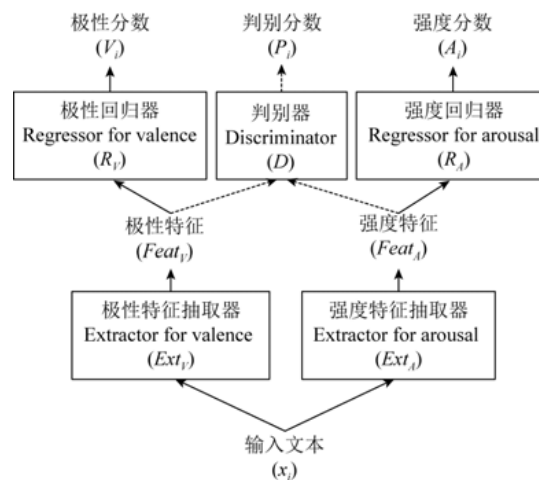 极性分数
(V_i)
判别分数
(P_i)
强度分数
(A_i)
极性回归器
Regressor for valence
(R_V)
判别器
Discriminator
(D)
强度回归器
Regressor for arousal
(R_A)
极性特征
(Feat_V)
强度特征
(Feat_A)
极性特征抽取器
Extractor for valence
(Ext_V)
强度特征抽取器
Extractor for arousal
(Ext_A)
输入文本
(x_i)